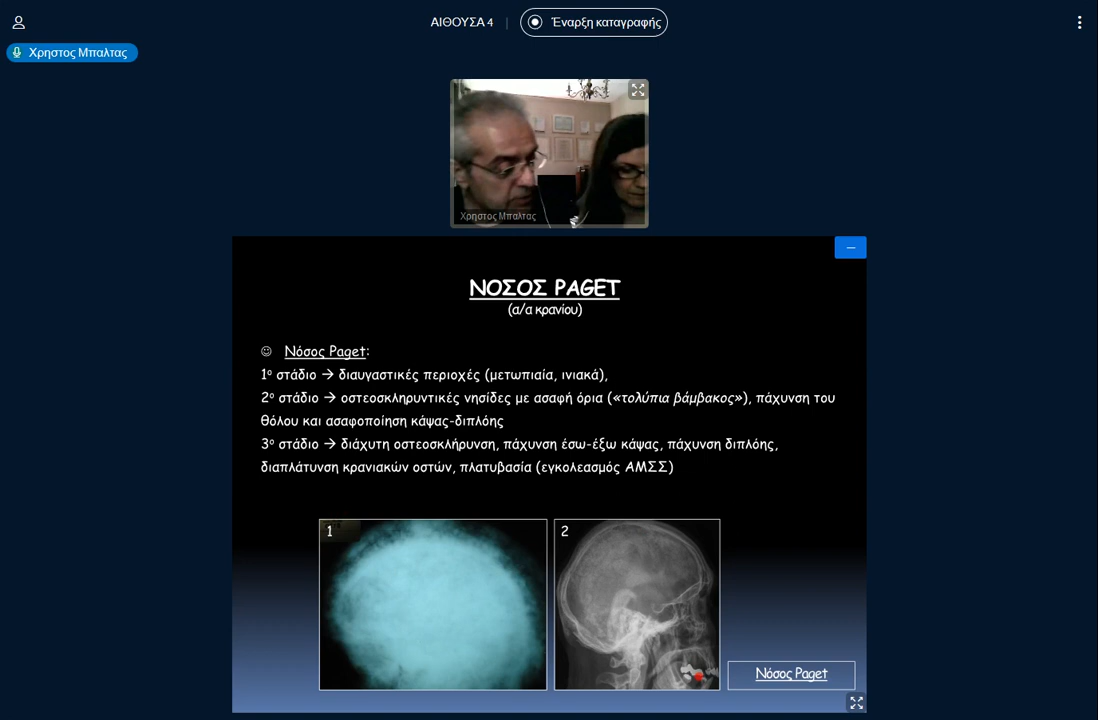 ΑΙΘΟΥΣΑ 4 | Έναρξη καταγραφής
Χρηστος Μπαλτας
Χρηστος Μπαλτας
ΝΟΣΟΣ PAGET
(α/α κρανίου)
☺ Νόσος Paget:
1ο στάδιο → διαυγαστικές περιοχές (μετωπιαία, ινιακά),
2ο στάδιο → οστεοσκληρυντικές νησίδες με ασαφή όρια («τολύπια βάμβακος»), πάχυνση του
θόλου και ασαφοποίηση κάψας-διπλόης
3ο στάδιο → διάχυτη οστεοσκλήρυνση, πάχυνση έσω-έξω κάψας, πάχυνση διπλόης,
διαπλάτυνση κρανιακών οστών, πλατυβασία (εγκολεασμός ΑΜΣΣ)
1
2
Νόσος Paget